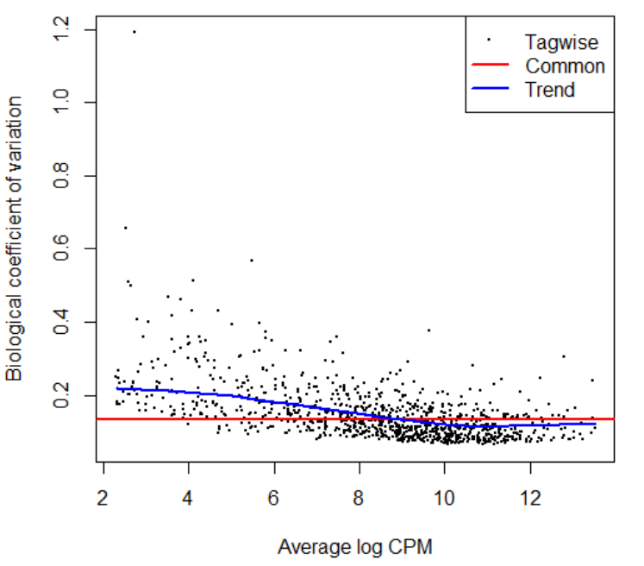 Tagwise
Common
Trend
Biological coefficient of variation
1.2
1.0
0.8
0.6
0.4
0.2
2 4 6 8 10 12
Average log CPM